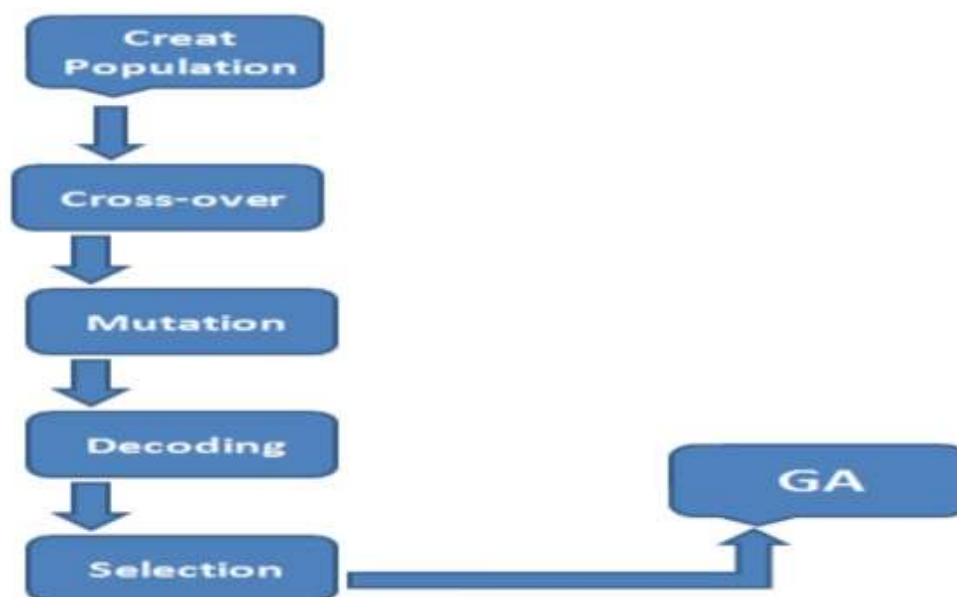 Creat
Population
Cross-over
Mutation
Decoding
Selection
GA